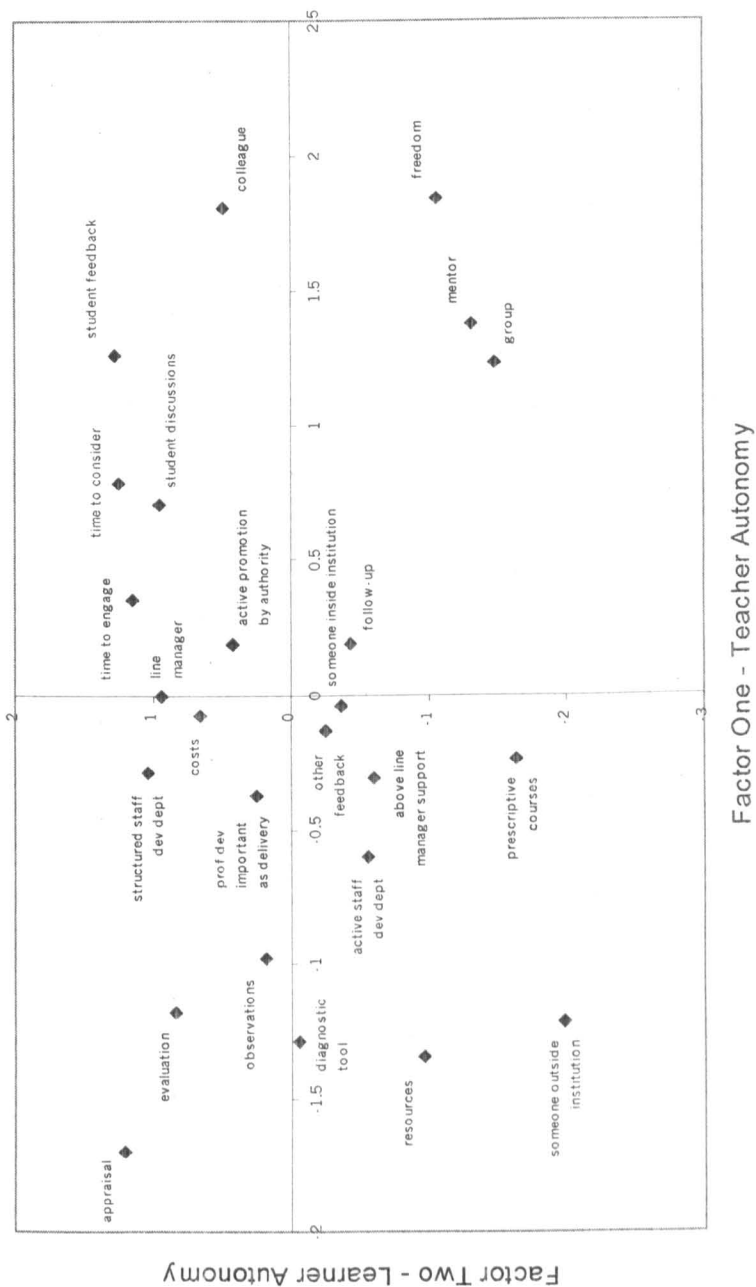 Factor Two - Learner Autonomy
2
1
0
-1
-2
-3
-2
-1.5
-1
-0.5
0
0.5
1
1.5
2
2.5
appraisal
evaluation
structured staff
dev dept
time to engage
time to consider
student feedback
line
manager
student discussions
costs
observations
prof dev
important
as delivery
active promotion
by authority
colleague
diagnostic
tool
other
feedback
someone inside institution
follow-up
active staff
dev dept
above line
manager support
resources
freedom
mentor
group
prescriptive
courses
someone outside
institution
Factor One - Teacher Autonomy